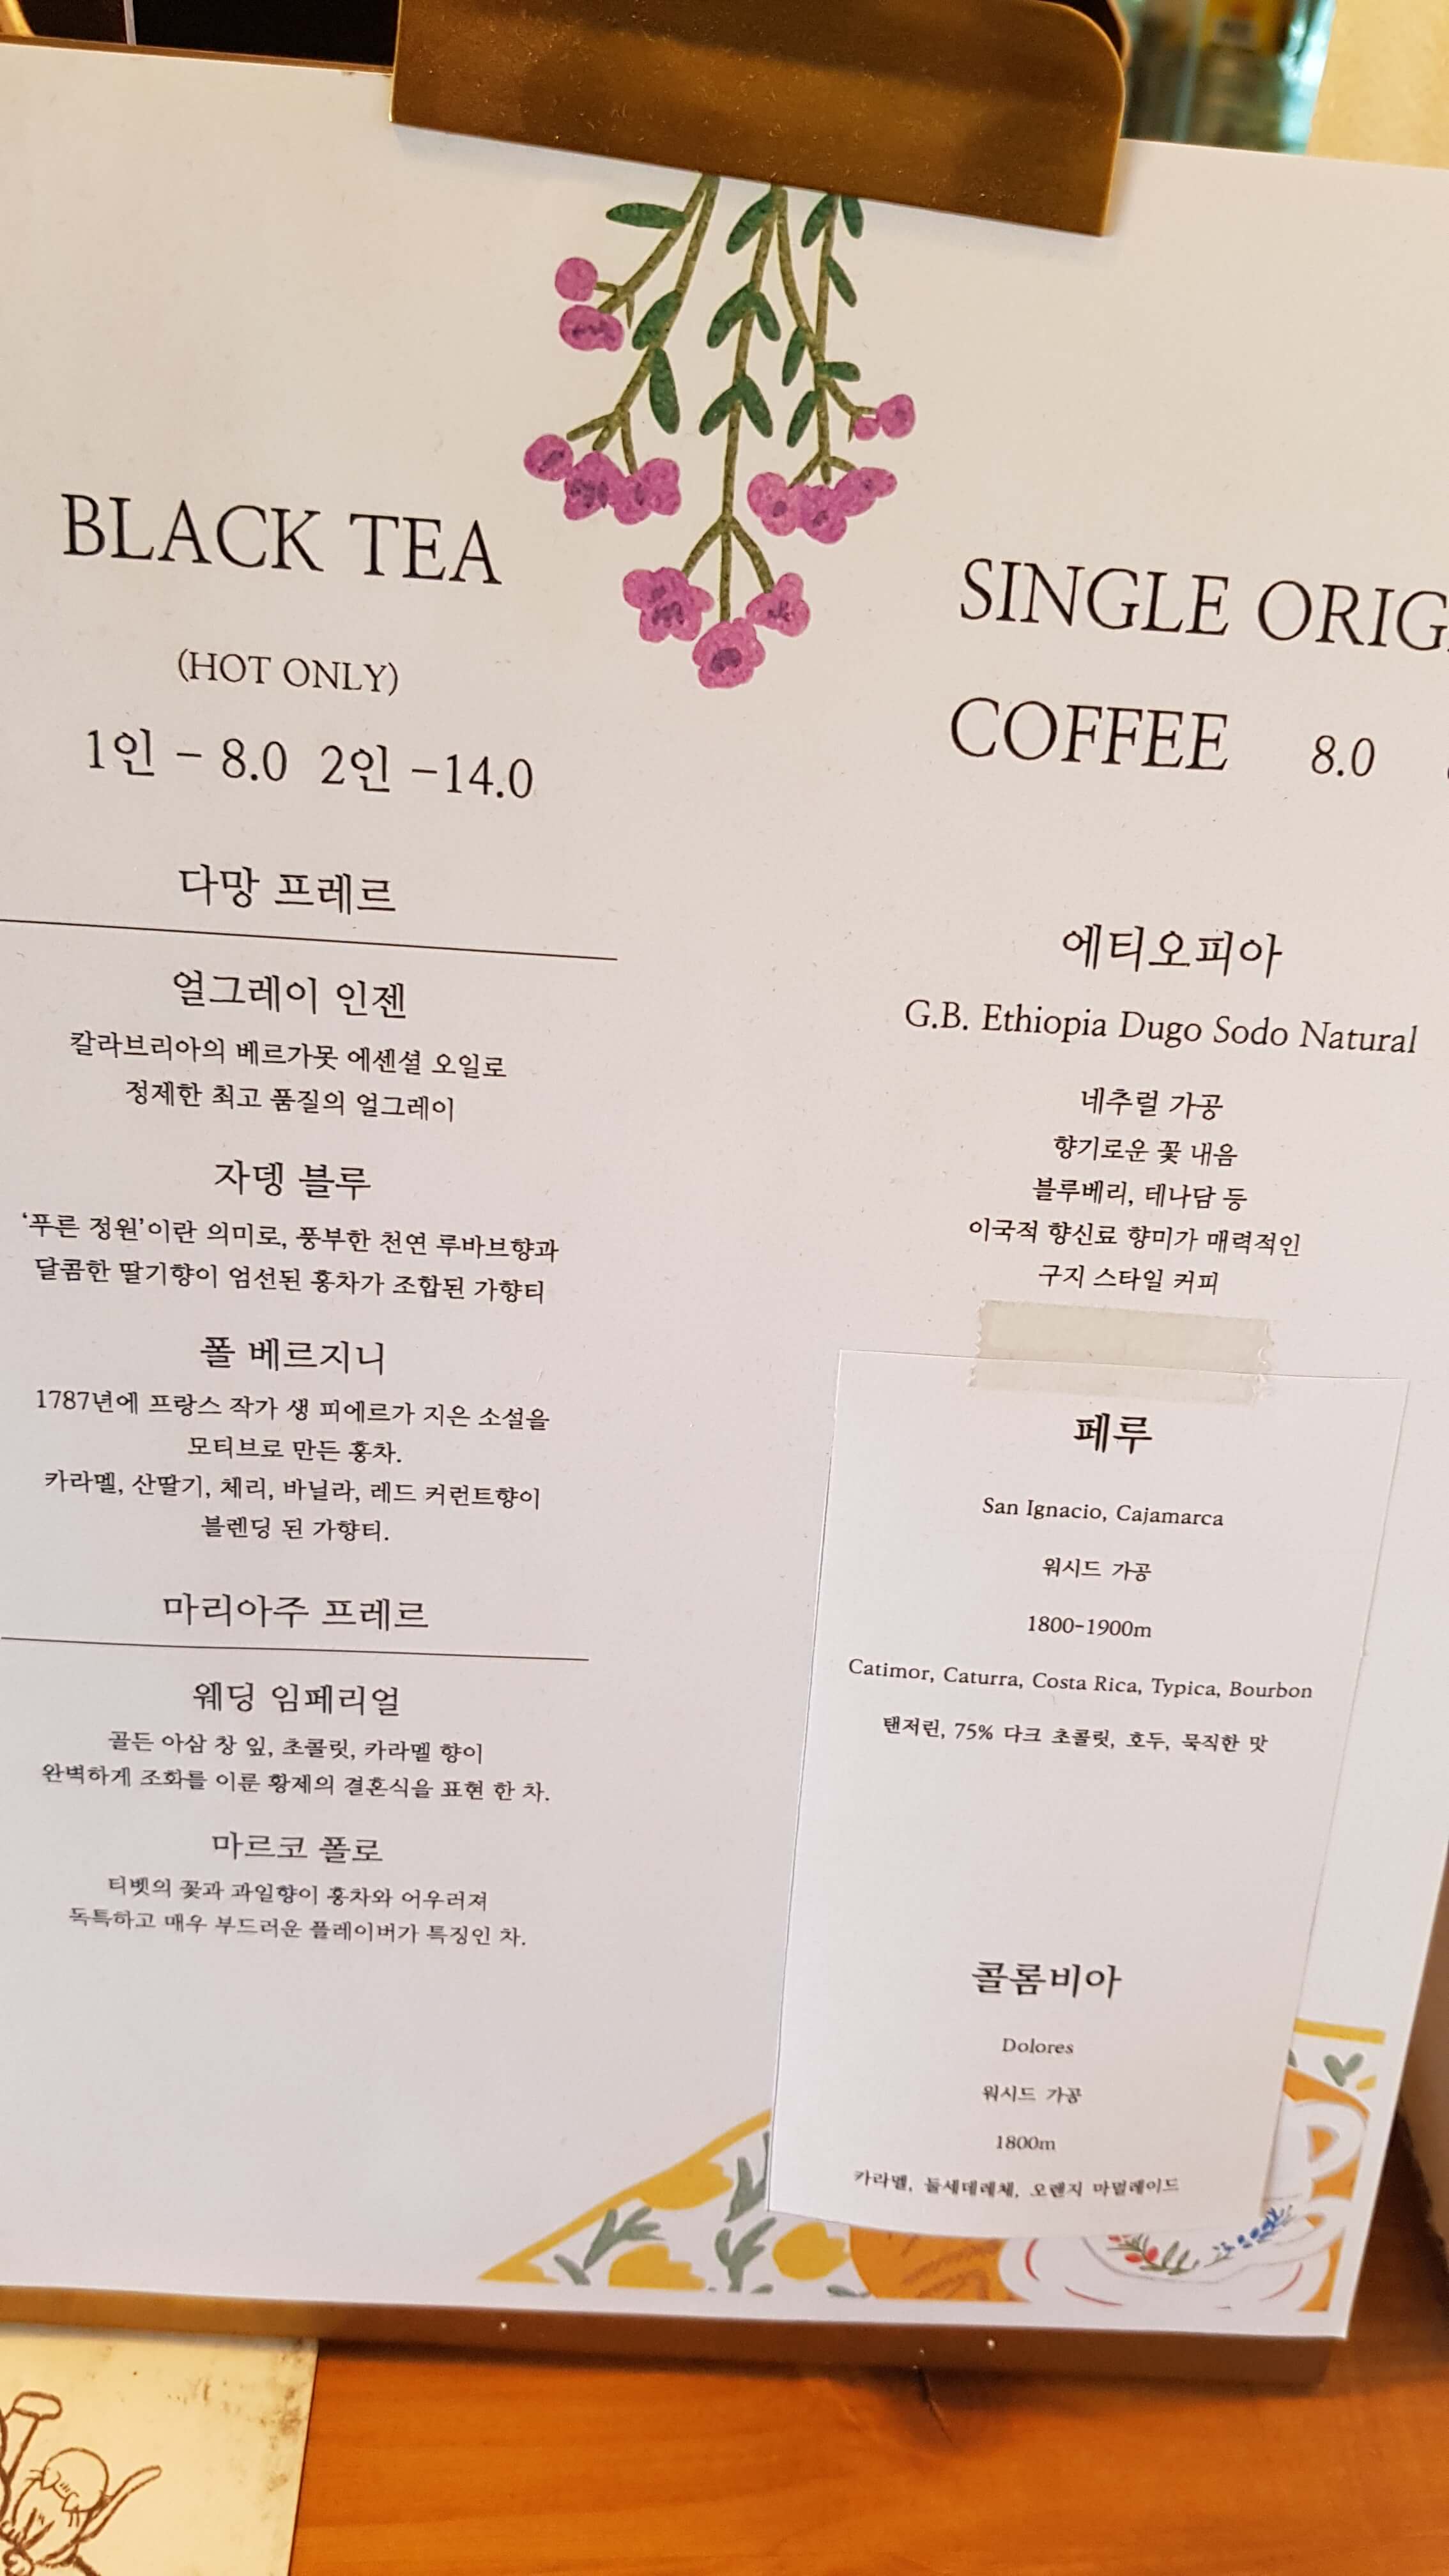 BLACK TEA
(HOT ONLY)
1인 - 8.0 2인 -14.0
다망 프레르
얼그레이 인젠
칼라브리아의 베르가못 에센셜 오일로
정제한 최고 품질의 얼그레이
자뎅 블루
‘푸른 정원’이란 의미로, 풍부한 천연 루바브향과
달콤한 딸기향이 엄선된 홍차가 조합된 가향티
폴 베르지니
1787년에 프랑스 작가 생 피에르가 지은 소설을
모티브로 만든 홍차.
카라멜, 산딸기, 체리, 바닐라, 레드 커런트향이
블렌딩 된 가향티.
마리아주 프레르
웨딩 임페리얼
골든 아삼 창 잎, 초콜릿, 카라멜 향이
완벽하게 조화를 이룬 황제의 결혼식을 표현 한 차.
마르코 폴로
티벳의 꽃과 과일향이 홍차와 어우러져
독특하고 매우 부드러운 플레이버가 특징인 차.
SINGLE ORIG
COFFEE 8.0
에티오피아
G.B. Ethiopia Dugo Sodo Natural
네추럴 가공
향기로운 꽃 내음
블루베리, 테나담 등
이국적 향신료 향미가 매력적인
구지 스타일 커피
페루
San Ignacio, Cajamarca
워시드 가공
1800-1900m
Catimor, Caturra, Costa Rica, Typica, Bourbon
탠저린, 75% 다크 초콜릿, 호두, 묵직한 맛
콜롬비아
Dolores
워시드 가공
1800m
카라멜, 둘세데레체, 오렌지 마멀레이드